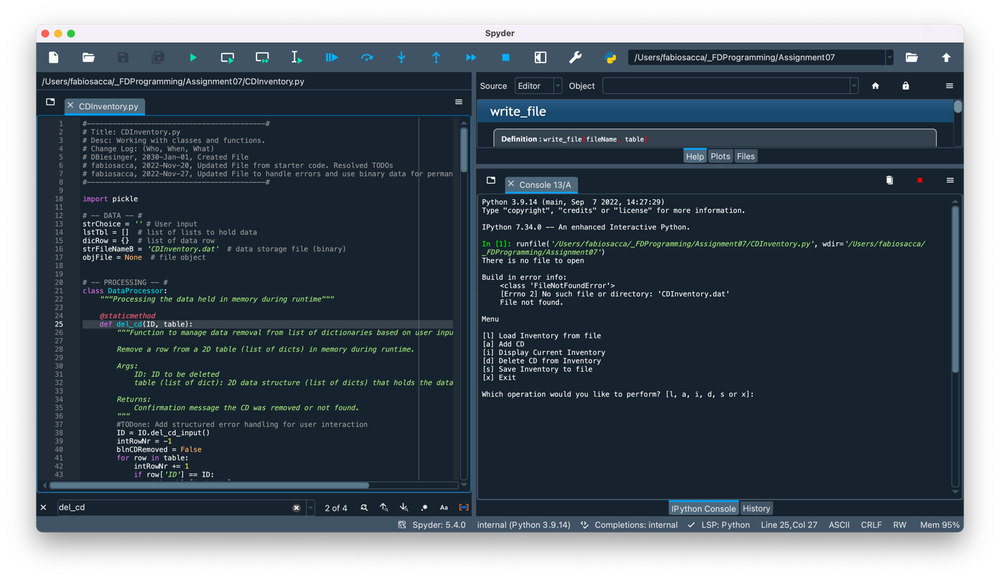 Spyder
/Users/fabiosacca/_FDProgramming/Assignment07
/Users/fabiosacca/_FDProgramming/Assignment07/CDInventory.py
CDInventory.py
1 #------------------------------------------#
2 # Title: CDInventory.py
3 # Desc: Working with classes and functions.
4 # Change Log: (Who, When, What)
5 # DBiesinger, 2030-Jan-01, Created File
6 # fabiosacca, 2022-Nov-20, Updated File from starter code. Resolved TODOs
7 # fabiosacca, 2022-Nov-27, Updated File to handle errors and use binary data for perman
8 #------------------------------------------#
9
10 import pickle
11
12 # -- DATA -- #
13 strChoice = '' # User input
14 lstTbl = []  # list of lists to hold data
15 dicRow = {}  # list of data row
16 strFileNameB = 'CDInventory.dat'  # data storage file (binary)
17 objFile = None  # file object
18
19
20 # -- PROCESSING -- #
21 class DataProcessor:
22     """Processing the data held in memory during runtime"""
23
24     @staticmethod
25     def del_cd(ID, table):
26         """Function to manage data removal from list of dictionaries based on user inpu
27
28         Remove a row from a 2D table (list of dicts) in memory during runtime.
29
30         Args:
31             ID: ID to be deleted
32             table (list of dict): 2D data structure (list of dicts) that holds the data
33
34         Returns:
35             Confirmation message the CD was removed or not found.
36         """
37         #TODone: Add structured error handling for user interaction
38         ID = IO.del_cd_input()
39         intRowNr = -1
40         blnCDRemoved = False
41         for row in table:
42             intRowNr += 1
43             if row['ID'] == ID:
del_cd
2 of 4
Aa
Source Editor Object
write_file
Definition : write_file(fileName, table)
Help Plots Files
Console 13/A
Python 3.9.14 (main, Sep  7 2022, 14:27:29)
Type "copyright", "credits" or "license" for more information.
IPython 7.34.0 -- An enhanced Interactive Python.
In [1]: runfile('/Users/fabiosacca/_FDProgramming/Assignment07/CDInventory.py', wdir='/Users/fabiosacca/
_FDProgramming/Assignment07')
There is no file to open
Build in error info:
<class 'FileNotFoundError'>
[Errno 2] No such file or directory: 'CDInventory.dat'
File not found.
Menu
[l] Load Inventory from file
[a] Add CD
[i] Display Current Inventory
[d] Delete CD from Inventory
[s] Save Inventory to file
[x] Exit
Which operation would you like to perform? [l, a, i, d, s or x]:
IPython Console History
Spyder: 5.4.0 internal (Python 3.9.14) Completions: internal LSP: Python Line 25, Col 27 ASCII CRLF RW Mem 95%